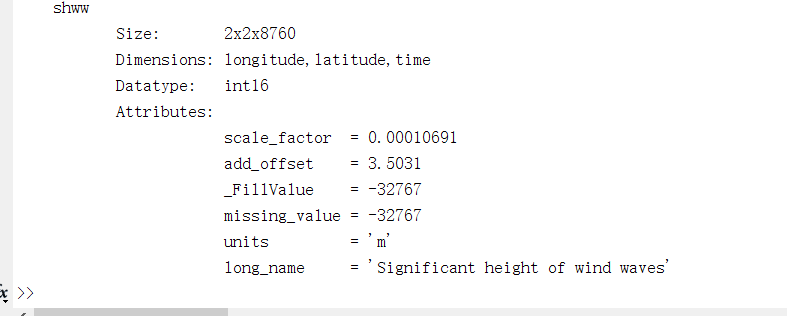 shww
Size: 2x2x8760
Dimensions: longitude,latitude,time
Datatype: int16
Attributes:
scale_factor = 0.00010691
add_offset = 3.5031
_FillValue = -32767
missing_value = -32767
units = 'm'
long_name = 'Significant height of wind waves'
>>